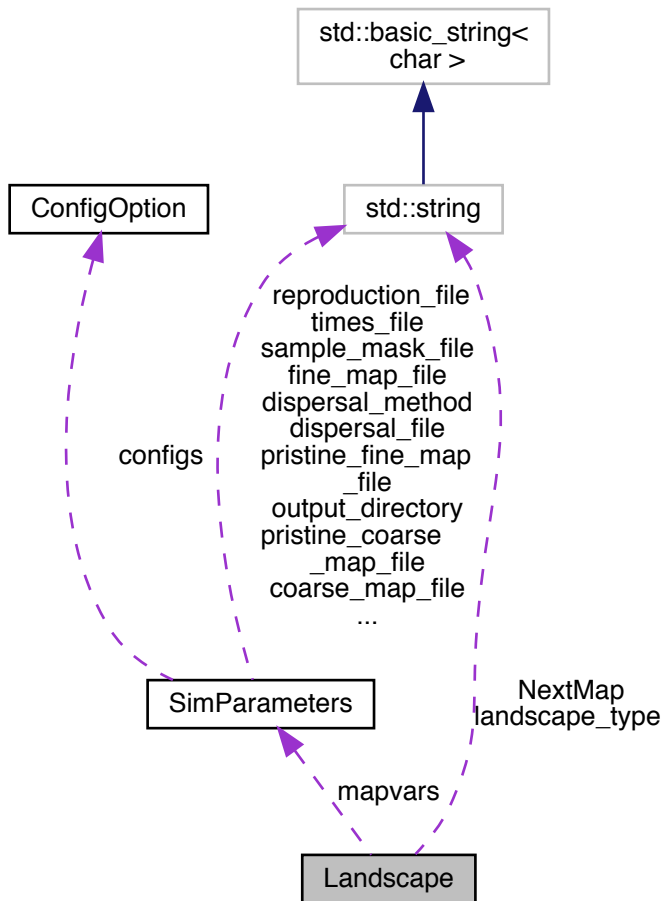 std::basic_string<
char >
ConfigOption
std::string
reproduction_file
times_file
sample_mask_file
fine_map_file
dispersal_method
dispersal_file
pristine_fine_map
_file
output_directory
pristine_coarse
_map_file
coarse_map_file
...
configs
SimParameters
NextMap
landscape_type
mapvars
Landscape